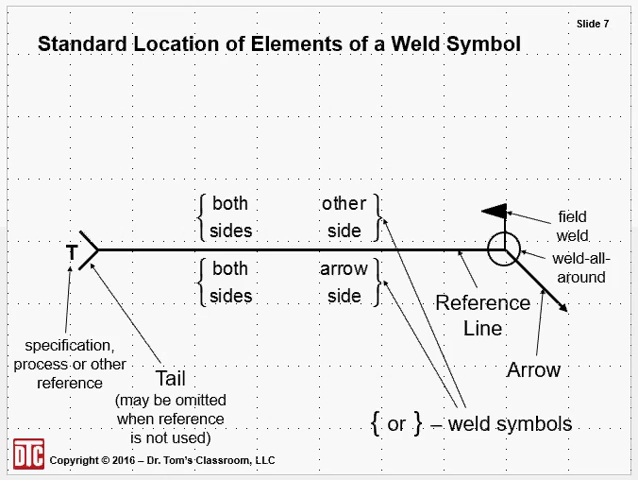 Slide 7
Standard Location of Elements of a Weld Symbol
{ both other }
sides side
field
weld
T
weld-all-
around
{ both arrow }
sides side
Reference
Line
specification,
process or other
reference
Tail
(may be omitted
when reference
is not used)
Arrow
{ or } – weld symbols
DTC
Copyright © 2016 – Dr. Tom's Classroom, LLC